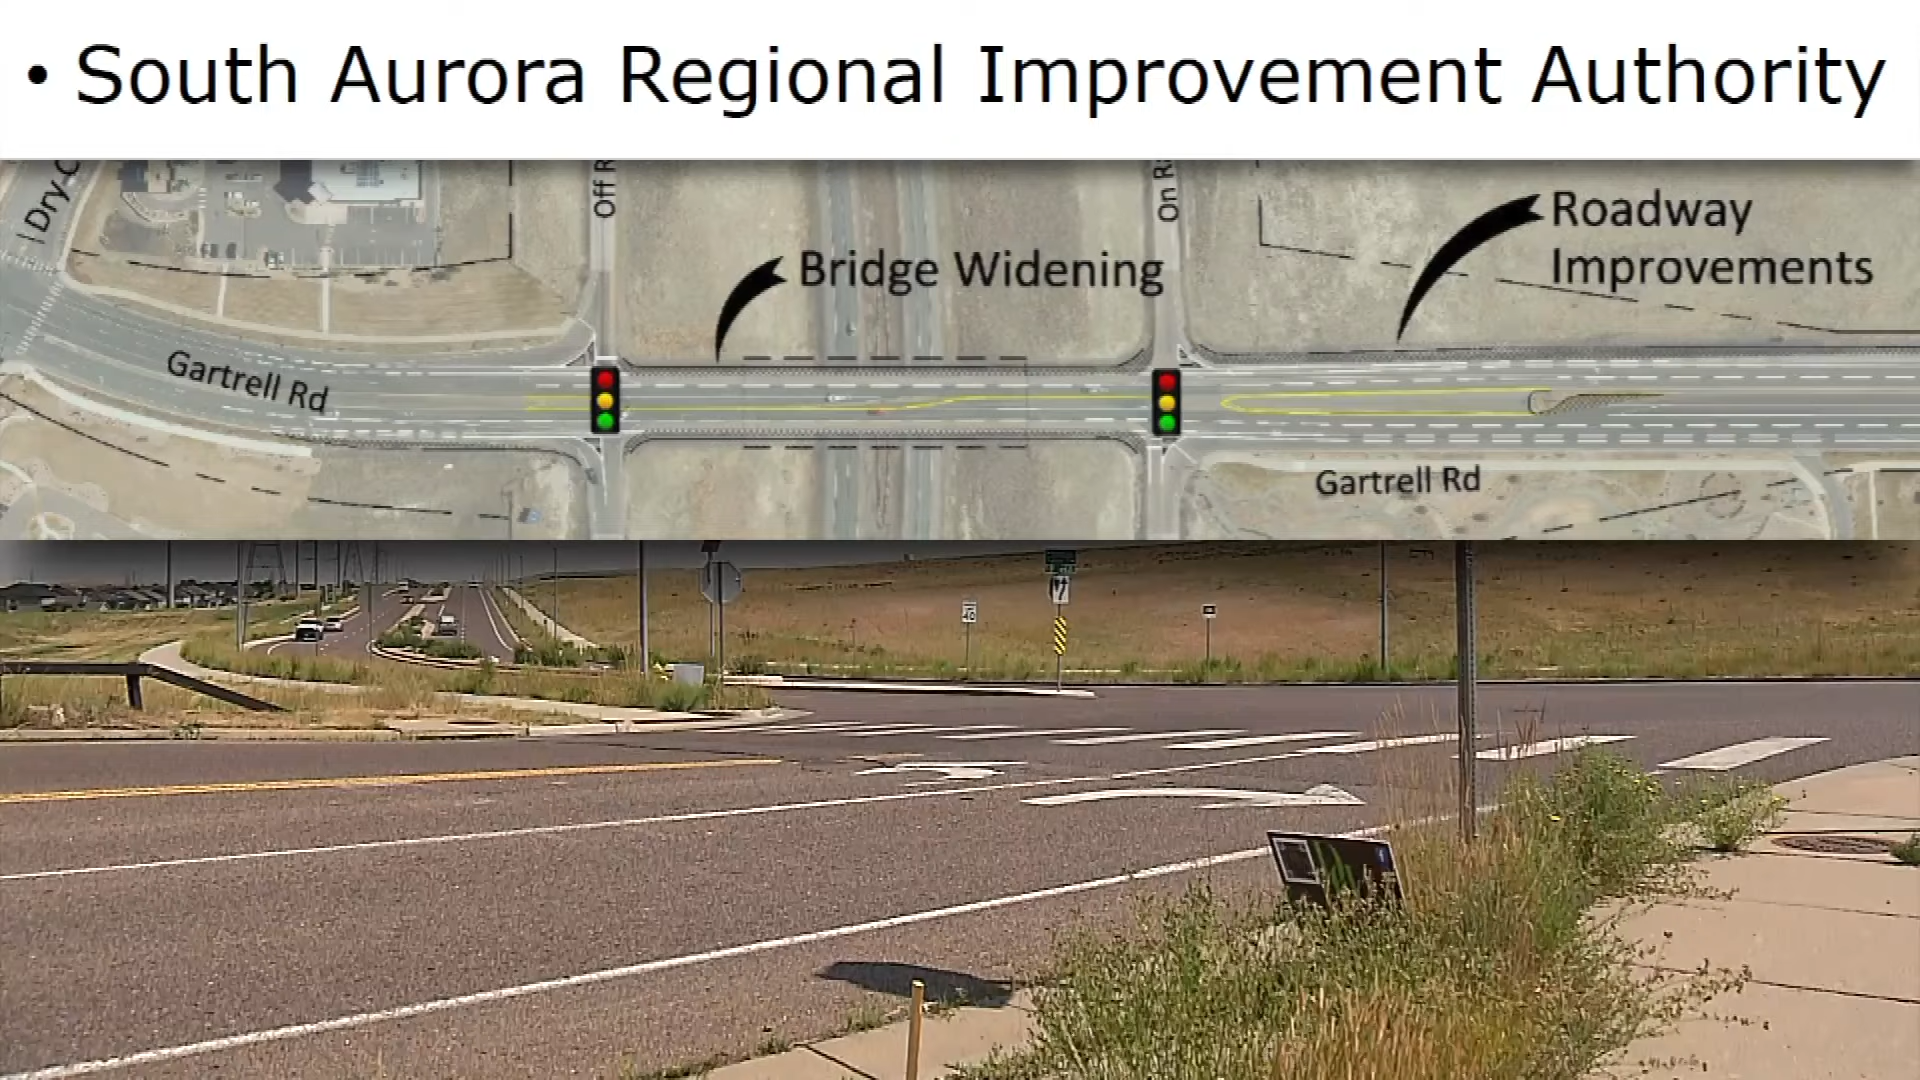 • South Aurora Regional Improvement Authority
Dry C
Off R
On R
Roadway
Improvements
Bridge Widening
Gartrell Rd
Gartrell Rd